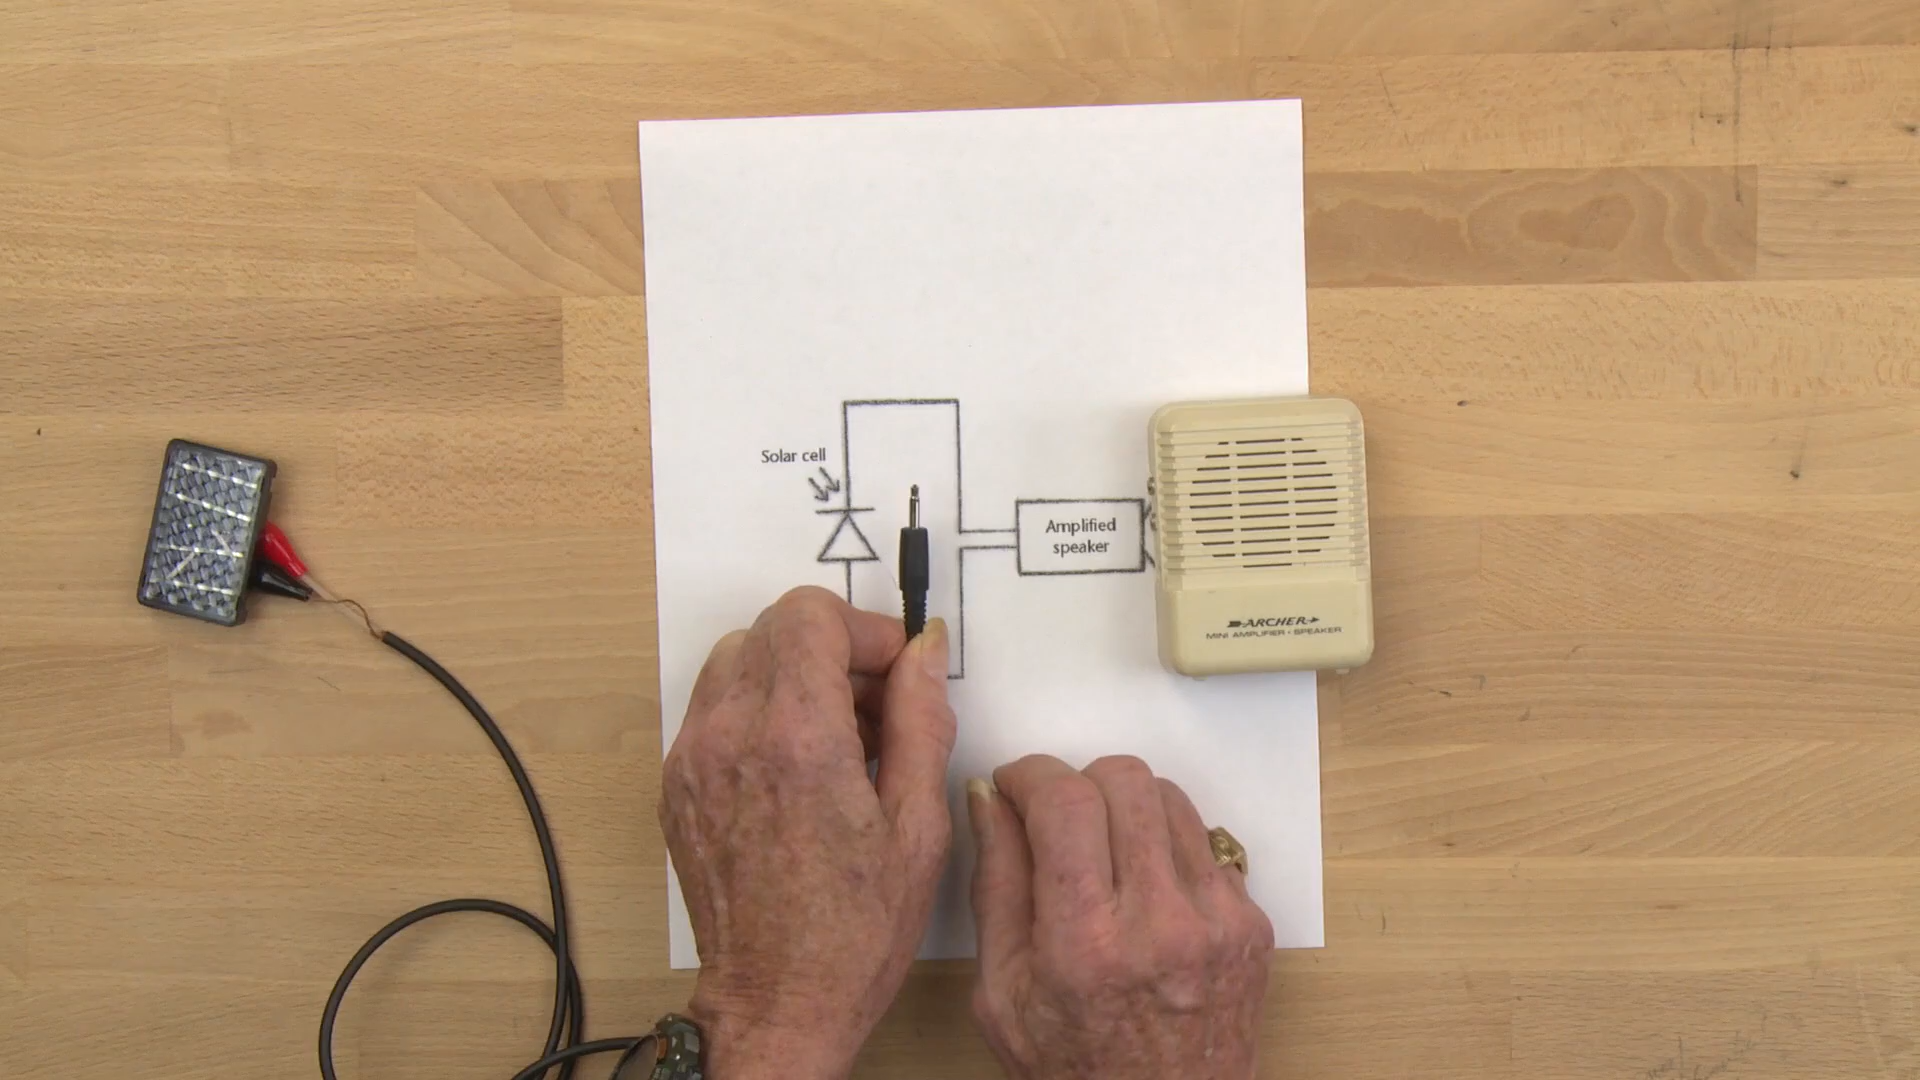 Solar cell
Amplified
speaker
ARCHER
MINI AMPLIFIER - SPEAKER